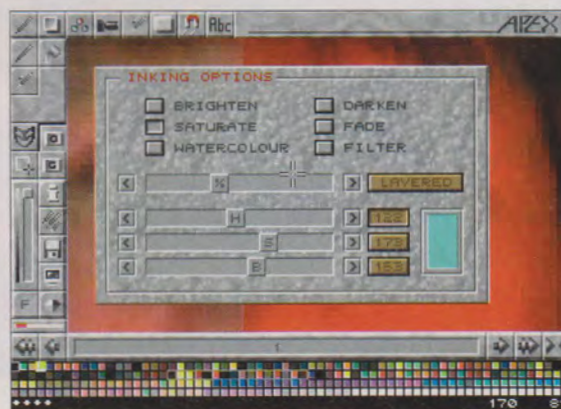 Abc APEX
INKING OPTIONS
BRIGHTEN DARKEN
SATURATE FADE
WATERCOLOUR FILTER
< % > LAYERED
< H > 122
< S > 173
< B > 153
F
170